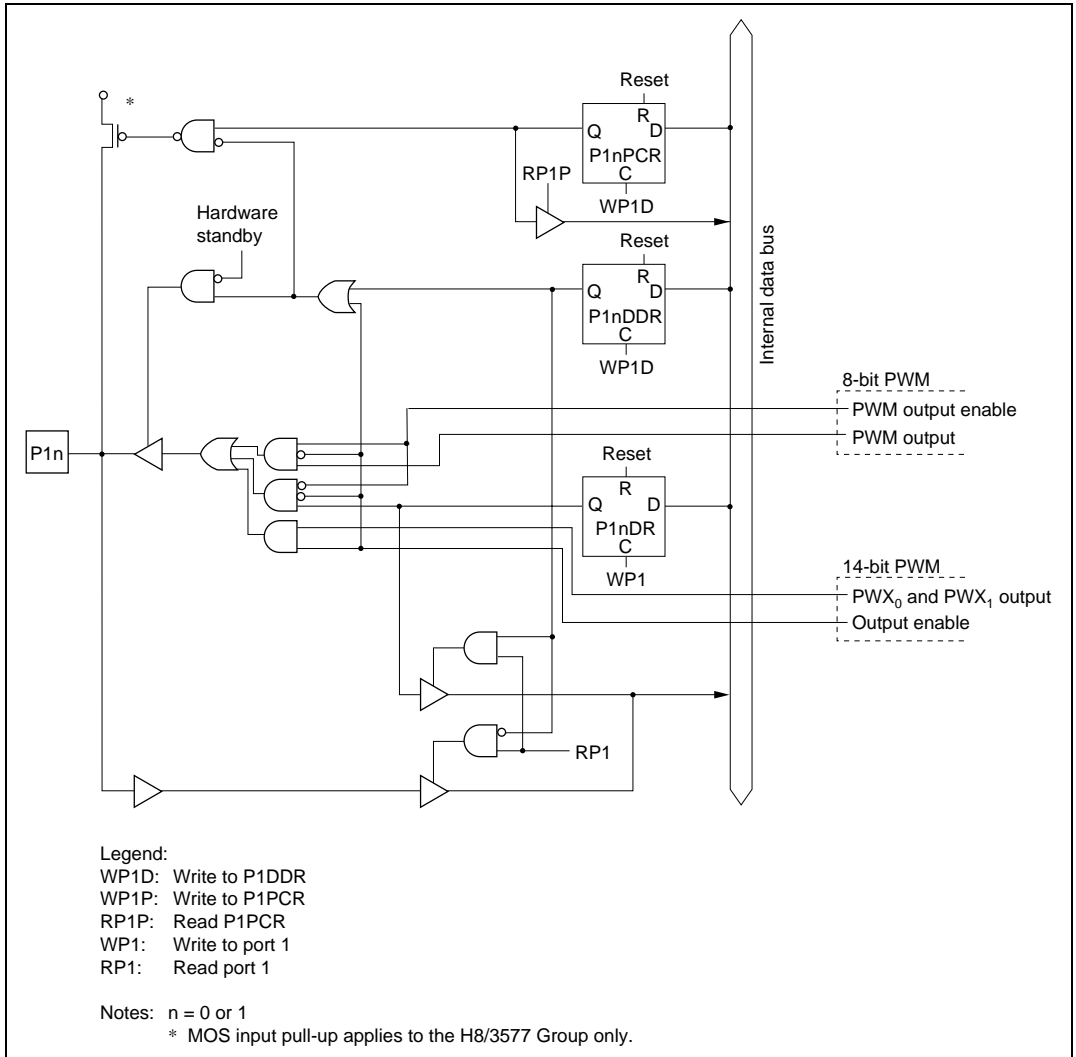 Reset
*
R
Q D
P1nPCR
C
RP1P
WP1D
Hardware
standby
Reset
R
Q D
P1nDDR
C
WP1D
Internal data bus
8-bit PWM
PWM output enable
PWM output
P1n
Reset
R
Q D
P1nDR
C
WP1
14-bit PWM
PWX0 and PWX1 output
Output enable
RP1
Legend:
WP1D: Write to P1DDR
WP1P: Write to P1PCR
RP1P: Read P1PCR
WP1: Write to port 1
RP1: Read port 1
Notes: n = 0 or 1
* MOS input pull-up applies to the H8/3577 Group only.